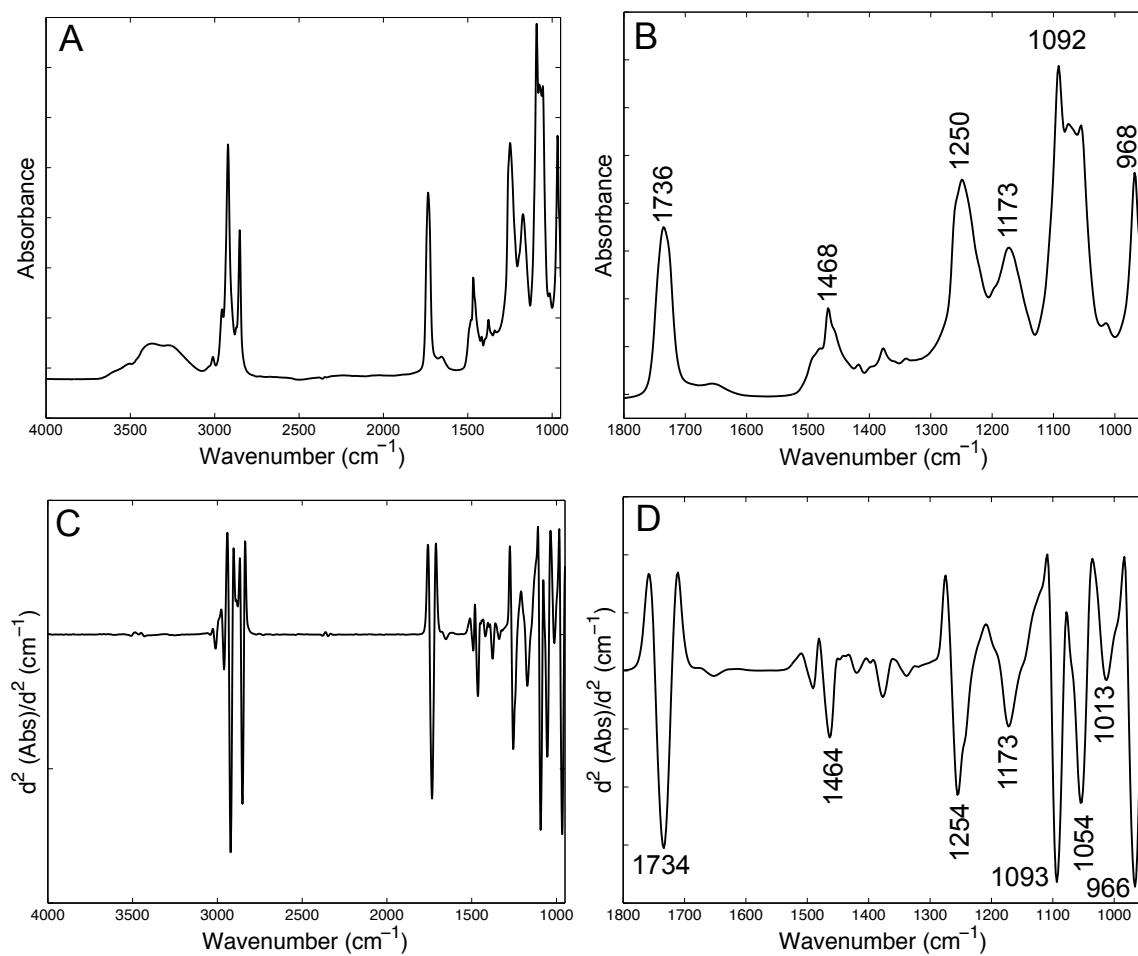 A
Absorbance
4000 3500 3000 2500 2000 1500 1000
Wavenumber (cm⁻¹)
B
Absorbance
1736
1468
1250
1173
1092
968
1800 1700 1600 1500 1400 1300 1200 1100 1000
Wavenumber (cm⁻¹)
C
d² (Abs)/d² (cm⁻¹)
4000 3500 3000 2500 2000 1500 1000
Wavenumber (cm⁻¹)
D
d² (Abs)/d² (cm⁻¹)
1734
1464
1254
1173
1093
1054
1013
966
1800 1700 1600 1500 1400 1300 1200 1100 1000
Wavenumber (cm⁻¹)